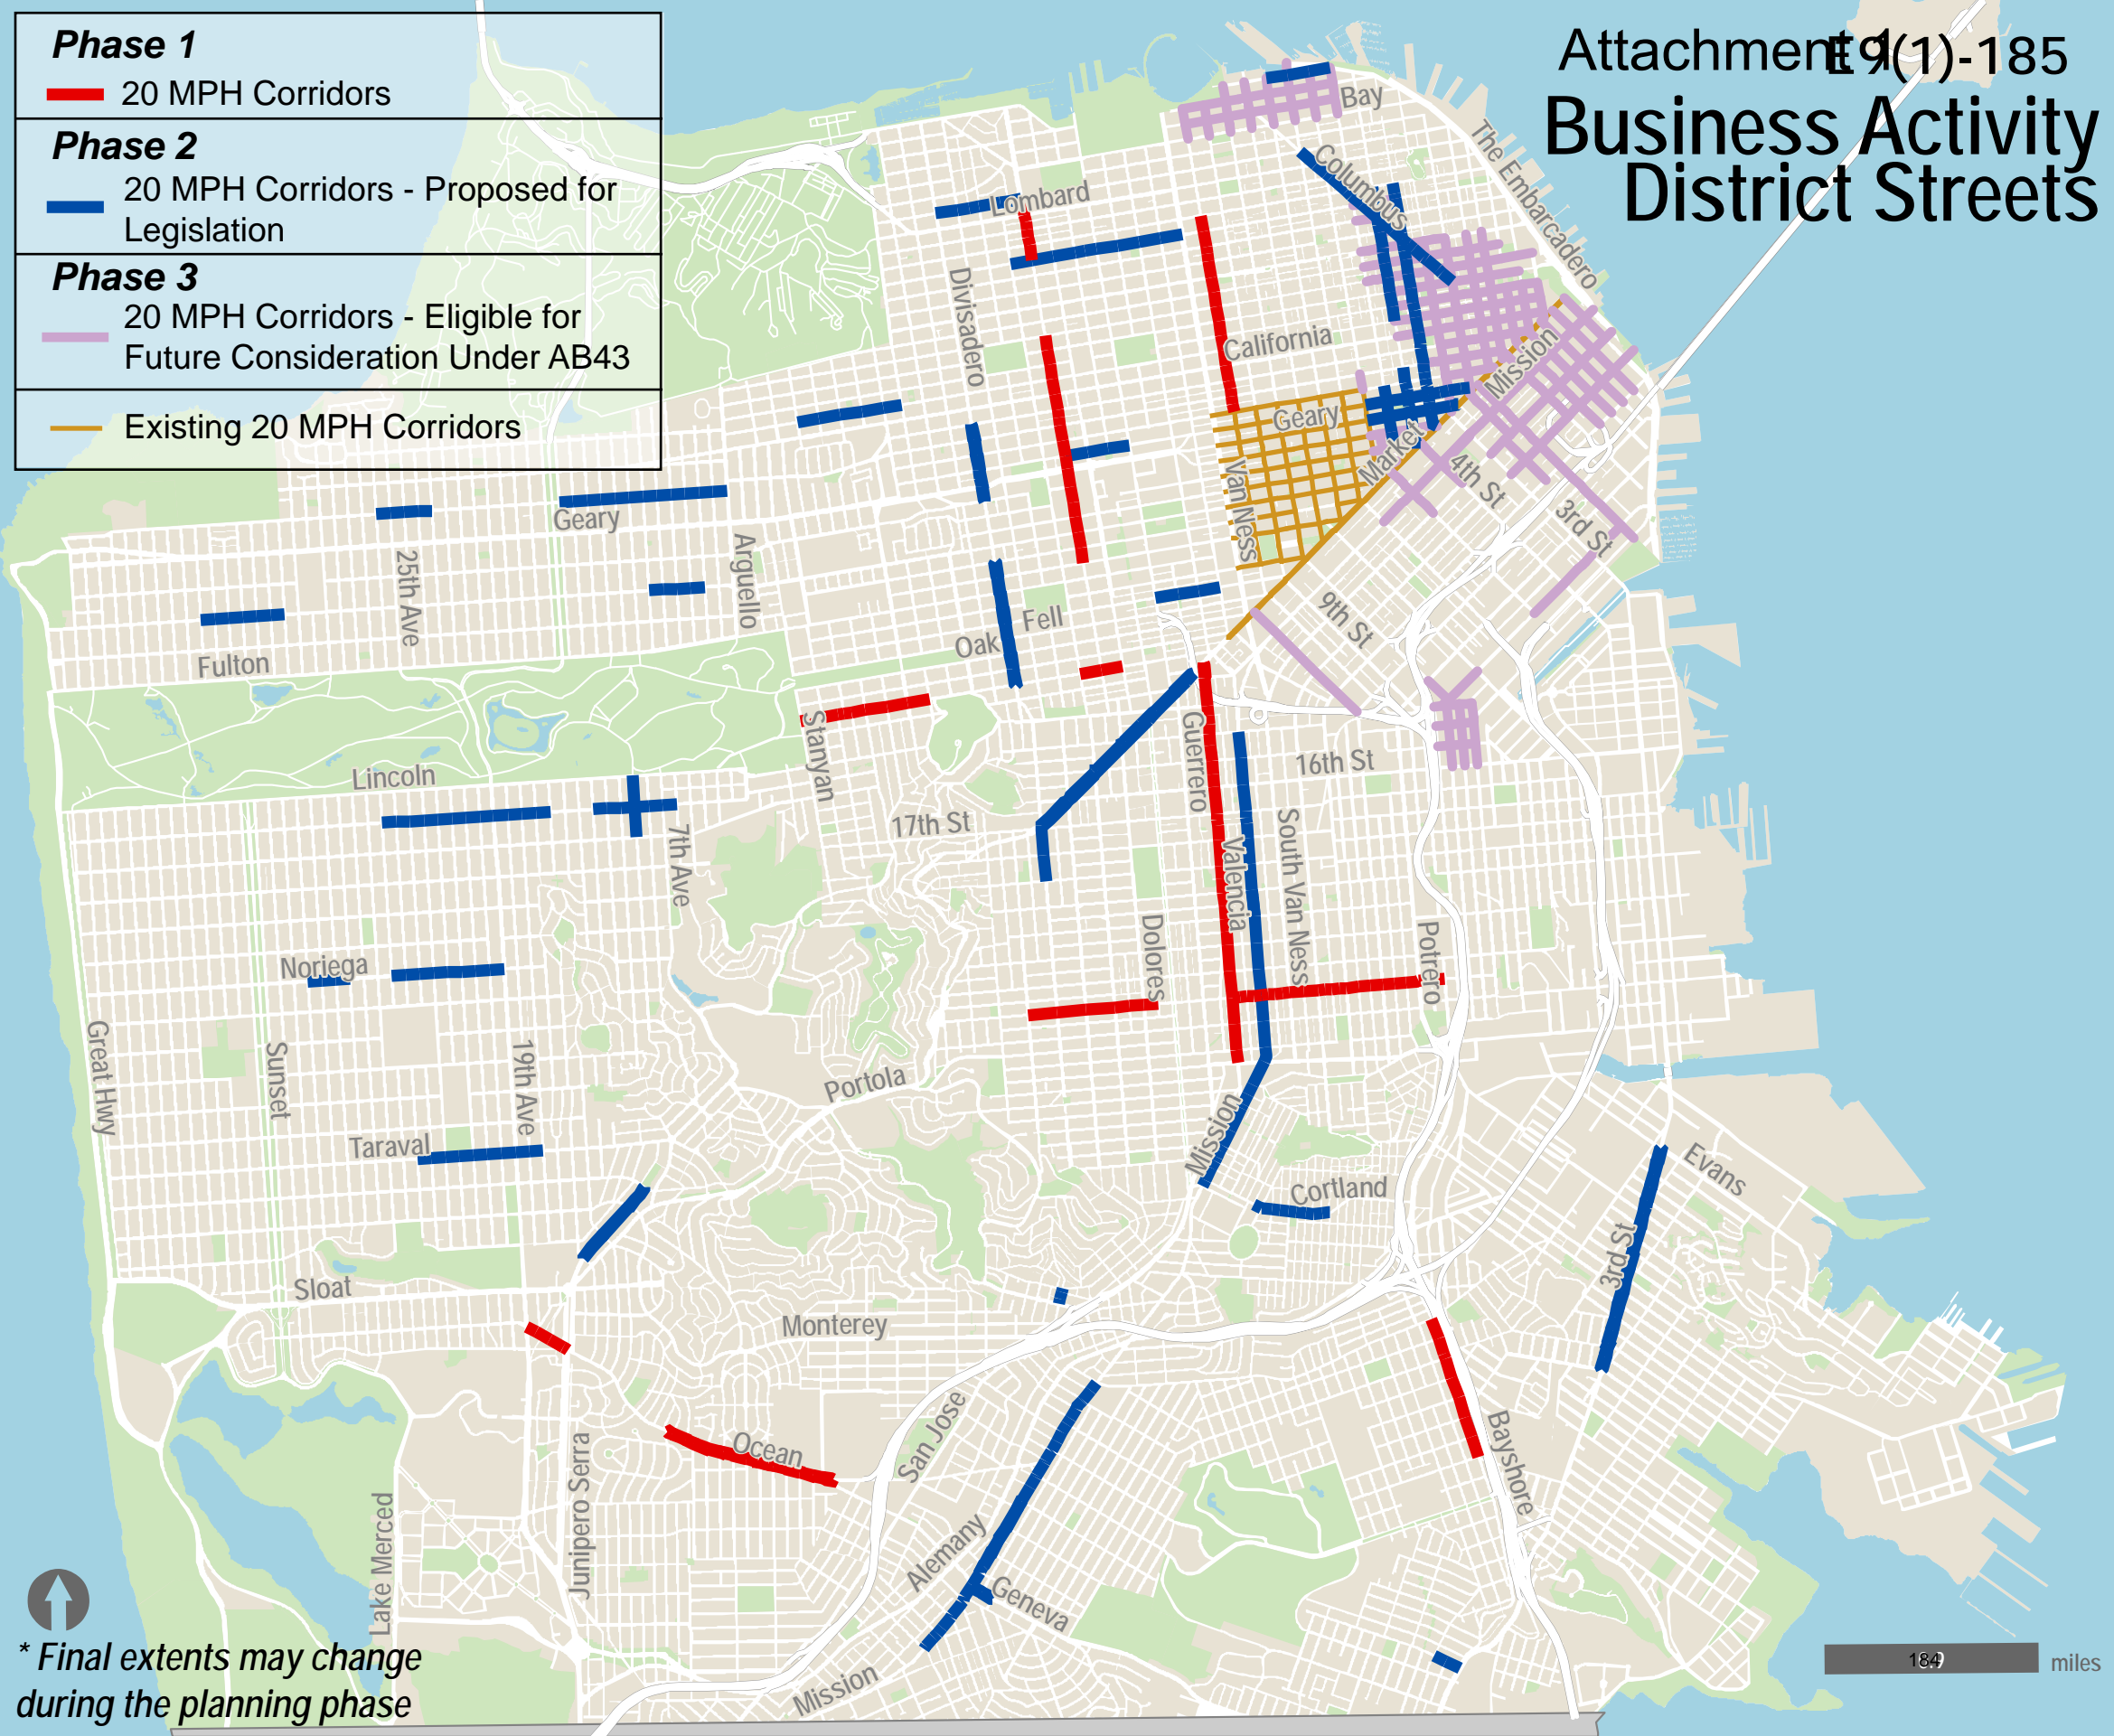 Phase 1
20 MPH Corridors
Phase 2
20 MPH Corridors - Proposed for
Legislation
Phase 3
20 MPH Corridors - Eligible for
Future Consideration Under AB43
Existing 20 MPH Corridors
Attachment
E9(1)-185
Business Activity
District Streets
Bay
The Embarcadero
Columbus
Lombard
Divisadero
California
Mission
Geary
Market
Van Ness
4th St
3rd St
Geary
25th Ave
Arguello
9th St
Fell
Oak
Fulton
Stanyan
Guerrero
16th St
Lincoln
17th St
7th Ave
Valencia
South Van Ness
Dolores
Potrero
Noriega
Great Hwy
Sunset
19th Ave
Portola
Taraval
Mission
Cortland
Evans
3rd St
Sloat
Monterey
Ocean
San Jose
Bayshore
Junipero Serra
Lake Merced
Alemany
Geneva
Mission
* Final extents may change
during the planning phase
184
miles